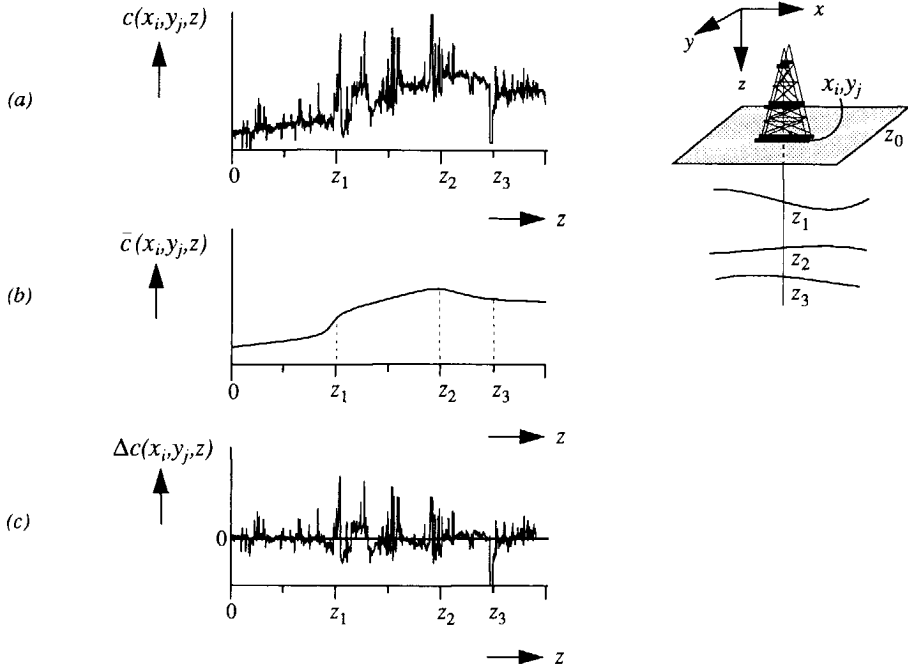 (a)
c(x_i,y_j,z)
0 z_1 z_2 z_3
z
(b)
c̄(x_i,y_j,z)
0 z_1 z_2 z_3
z
(c)
Δc(x_i,y_j,z)
0
0 z_1 z_2 z_3
z
x
y
z
x_i,y_j
z_0
z_1
z_2
z_3